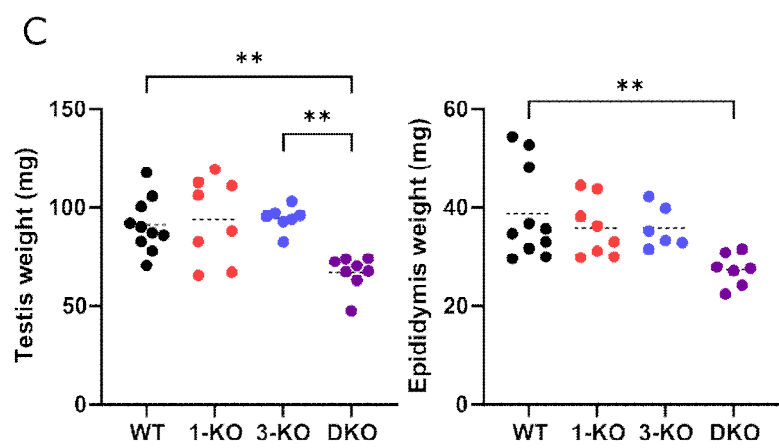 C
**
**
Testis weight (mg)
150
100
50
0
WT 1-KO 3-KO DKO
**
Epididymis weight (mg)
60
40
20
0
WT 1-KO 3-KO DKO